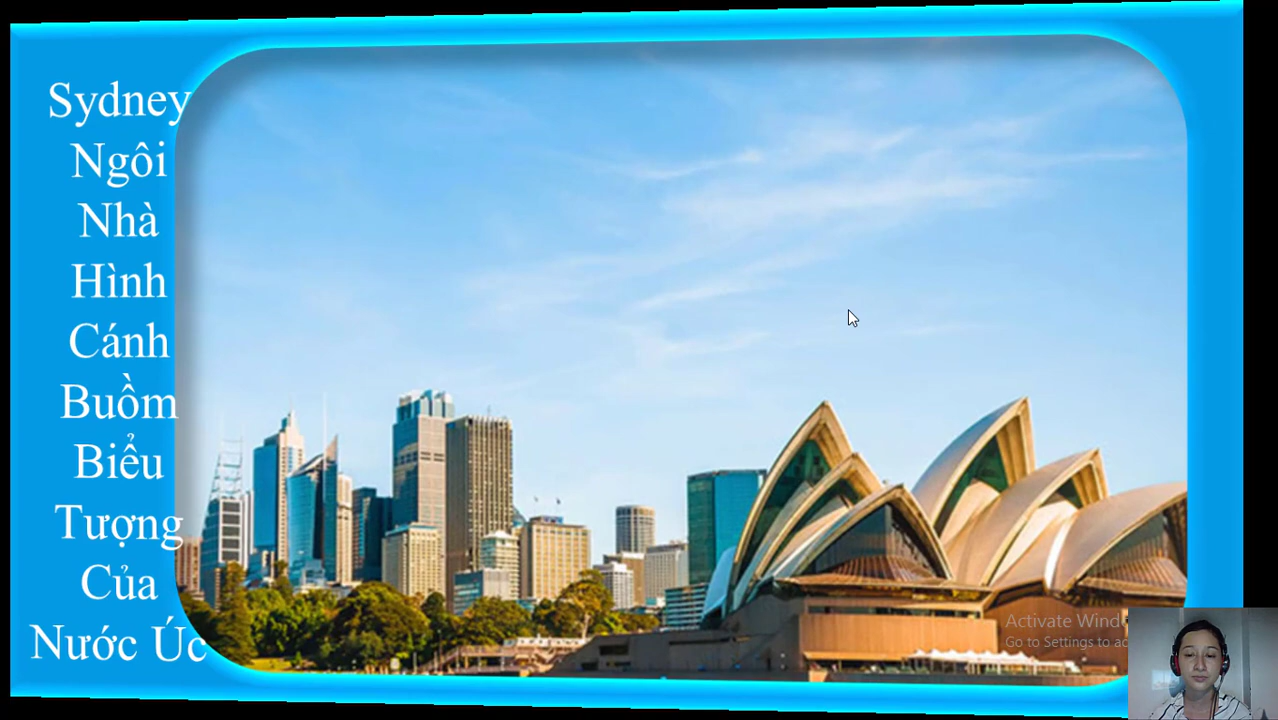 Sydney
Ngôi
Nhà
Hình
Cánh
Buồm
Biểu
Tượng
Của
Nước Úc
Activate Wind
Go to Settings to ac